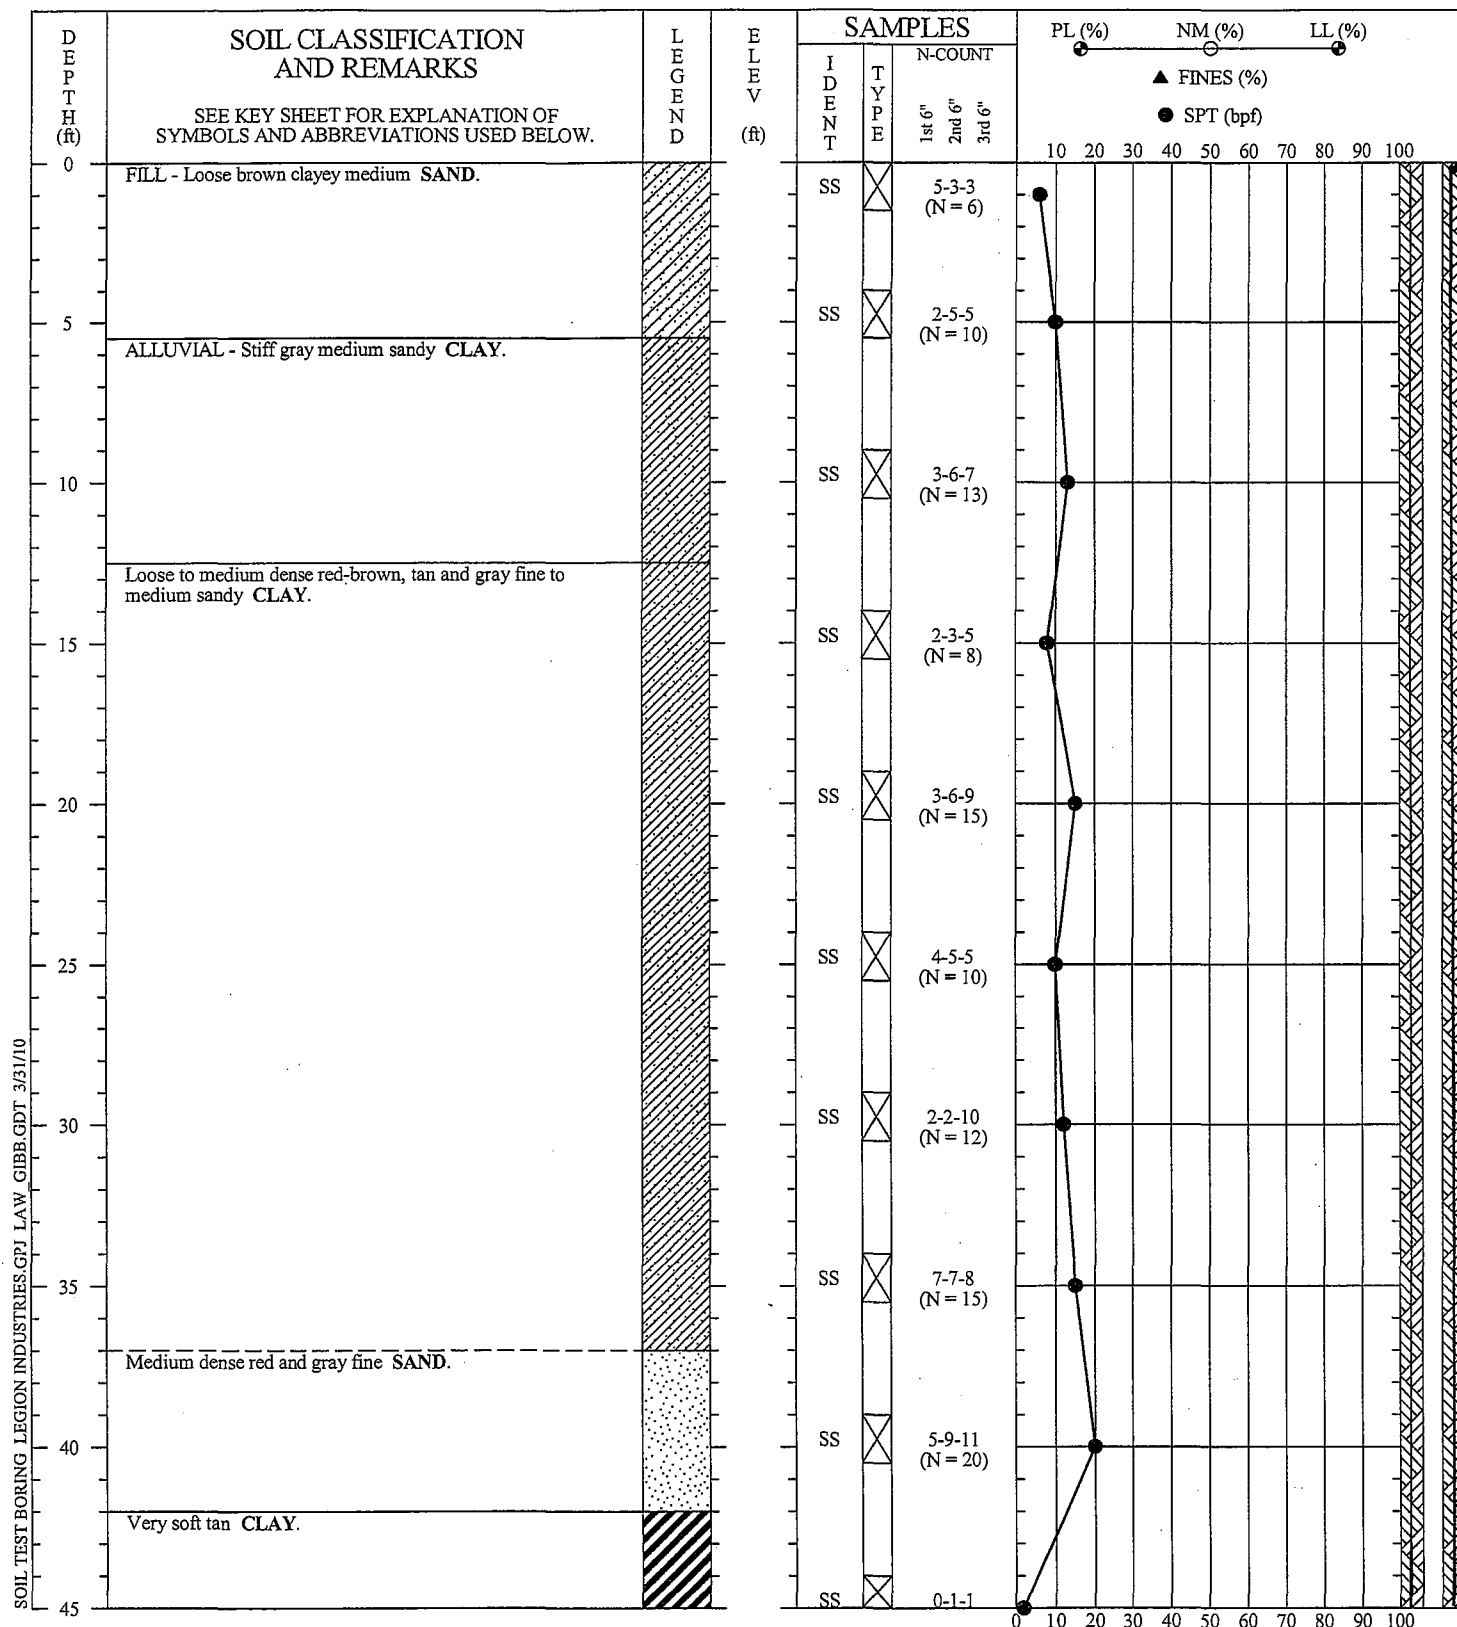 DEPTH (ft)
SOIL CLASSIFICATION
AND REMARKS
SEE KEY SHEET FOR EXPLANATION OF
SYMBOLS AND ABBREVIATIONS USED BELOW.
LEGEND
ELEV (ft)
SAMPLES
IDENT
TYPE
N-COUNT
1st 6"
2nd 6"
3rd 6"
PL (%) NM (%) LL (%)
▲ FINES (%)
● SPT (bpf)
10 20 30 40 50 60 70 80 90 100
0
FILL - Loose brown clayey medium SAND.
SS 5-3-3
(N = 6)
5
SS 2-5-5
(N = 10)
ALLUVIAL - Stiff gray medium sandy CLAY.
10
SS 3-6-7
(N = 13)
Loose to medium dense red-brown, tan and gray fine to
medium sandy CLAY.
15
SS 2-3-5
(N = 8)
20
SS 3-6-9
(N = 15)
25
SS 4-5-5
(N = 10)
30
SS 2-2-10
(N = 12)
35
SS 7-7-8
(N = 15)
Medium dense red and gray fine SAND.
40
SS 5-9-11
(N = 20)
Very soft tan CLAY.
45
SS 0-1-1
0 10 20 30 40 50 60 70 80 90 100
SOIL TEST BORING LEGION INDUSTRIES.GPJ LAW_GIBB.GDT 3/31/10